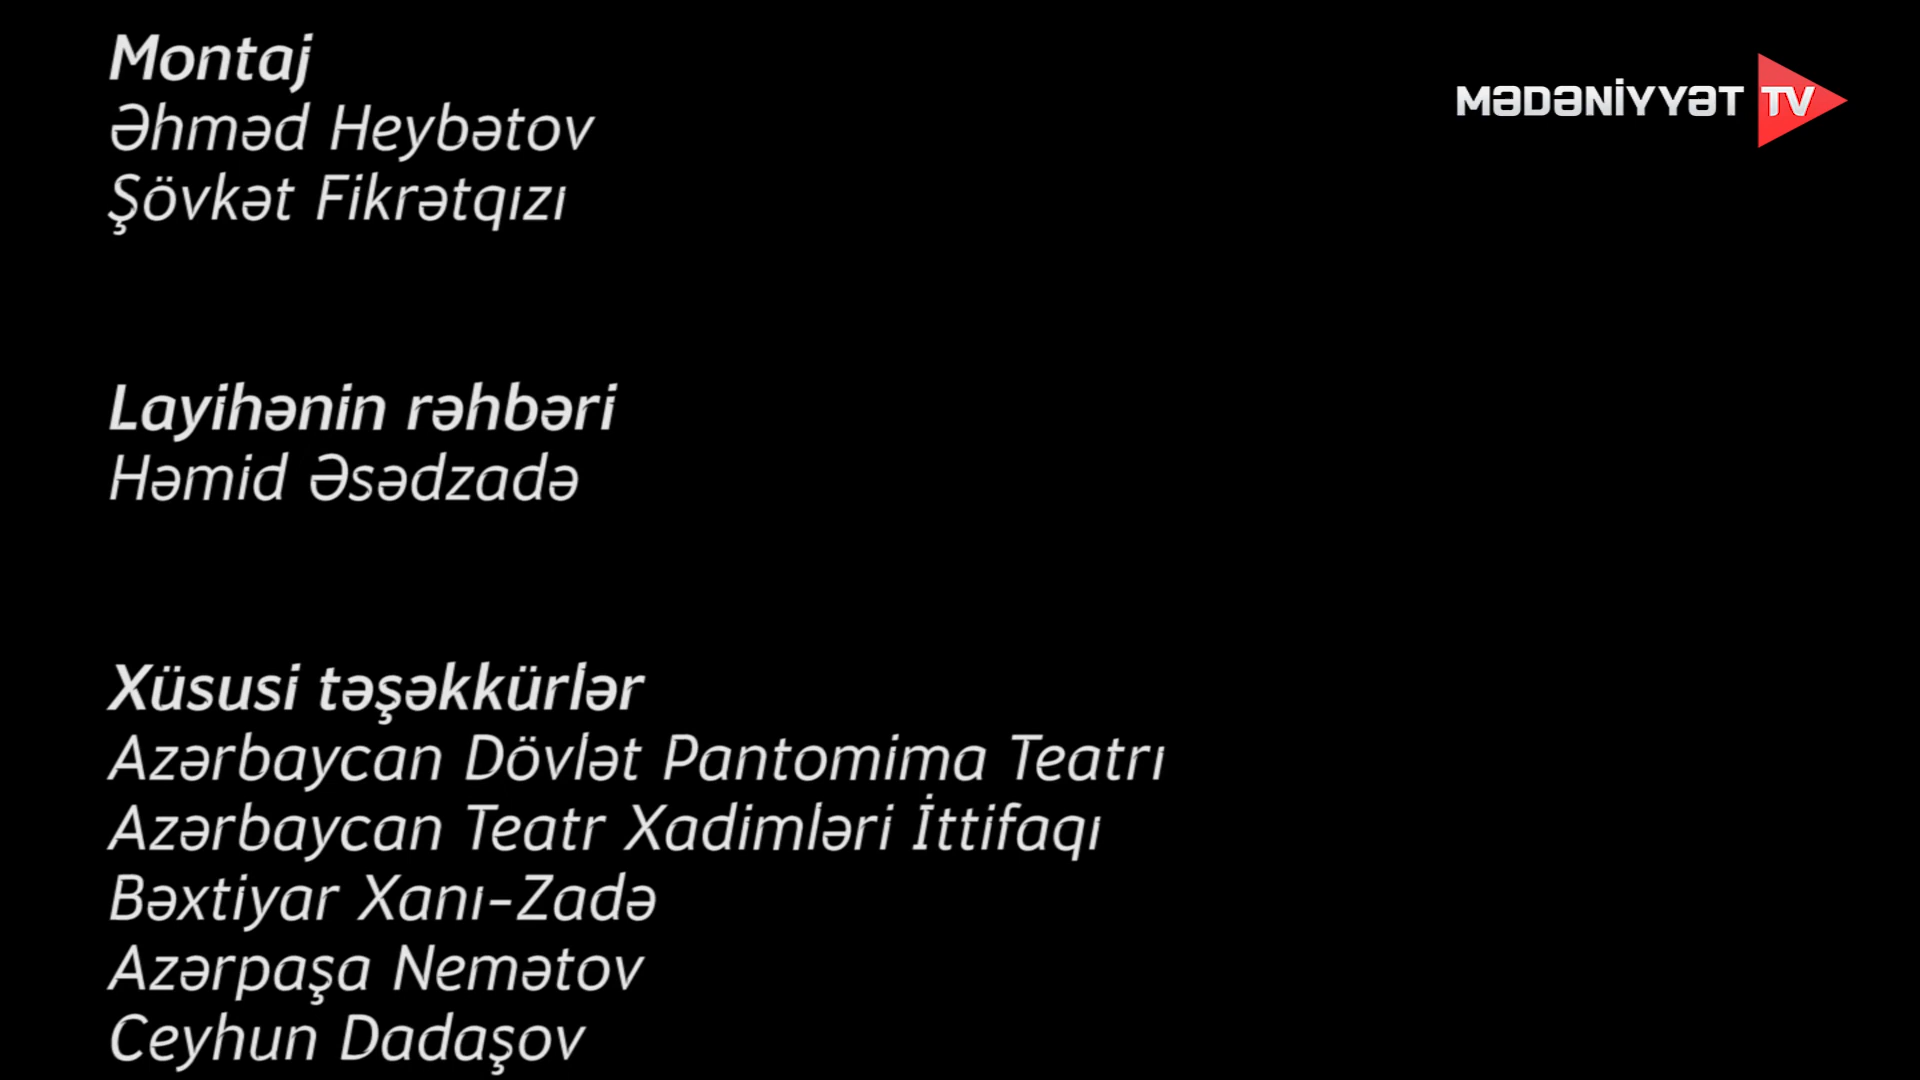 Montaj
Əhməd Heybətov
Şövkət Fikrətqızı
MƏDƏNİYYƏT TV
Layihənin rəhbəri
Həmid Əsədzadə
Xüsusi təşəkkürlər
Azərbaycan Dövlət Pantomima Teatrı
Azərbaycan Teatr Xadimləri İttifaqı
Bəxtiyar Xanı-Zadə
Azərpaşa Nemətov
Ceyhun Dadaşov